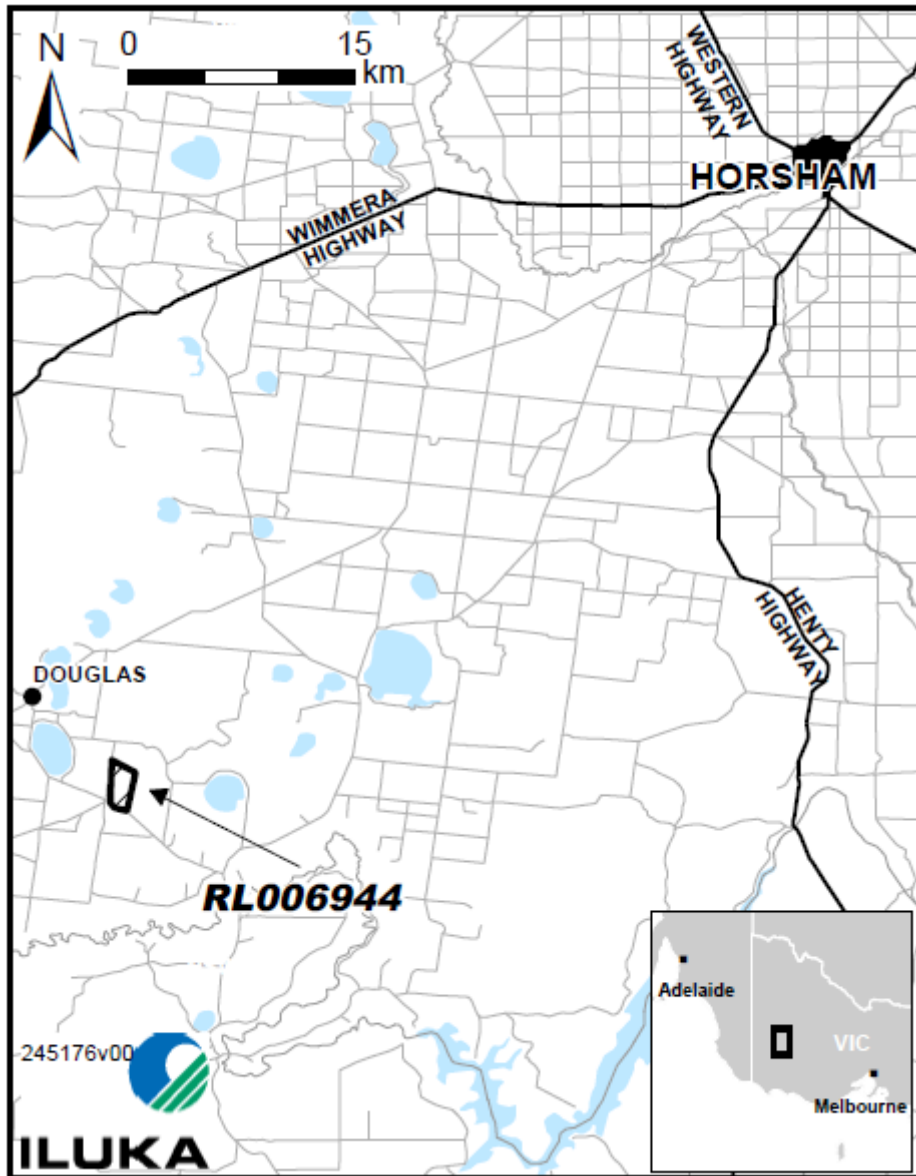 N
0 15
km
WESTERN
HIGHWAY
HORSHAM
WIMMERA
HIGHWAY
HENTY
HIGHWAY
DOUGLAS
RL006944
Adelaide
VIC
Melbourne
245176v00
ILUKA